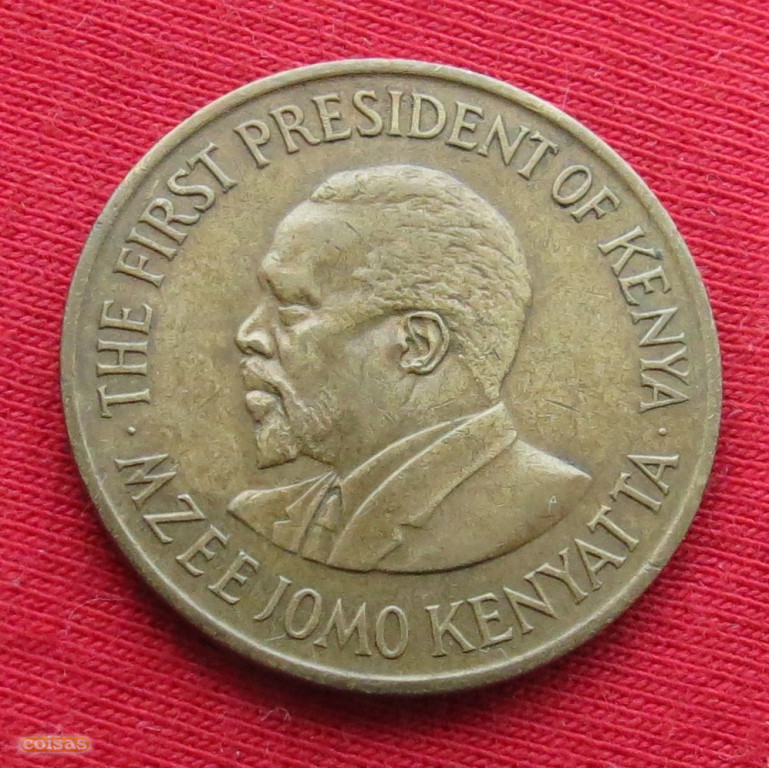 THE FIRST PRESIDENT OF KENYA
· MZEE JOMO KENYATTA ·
coisas